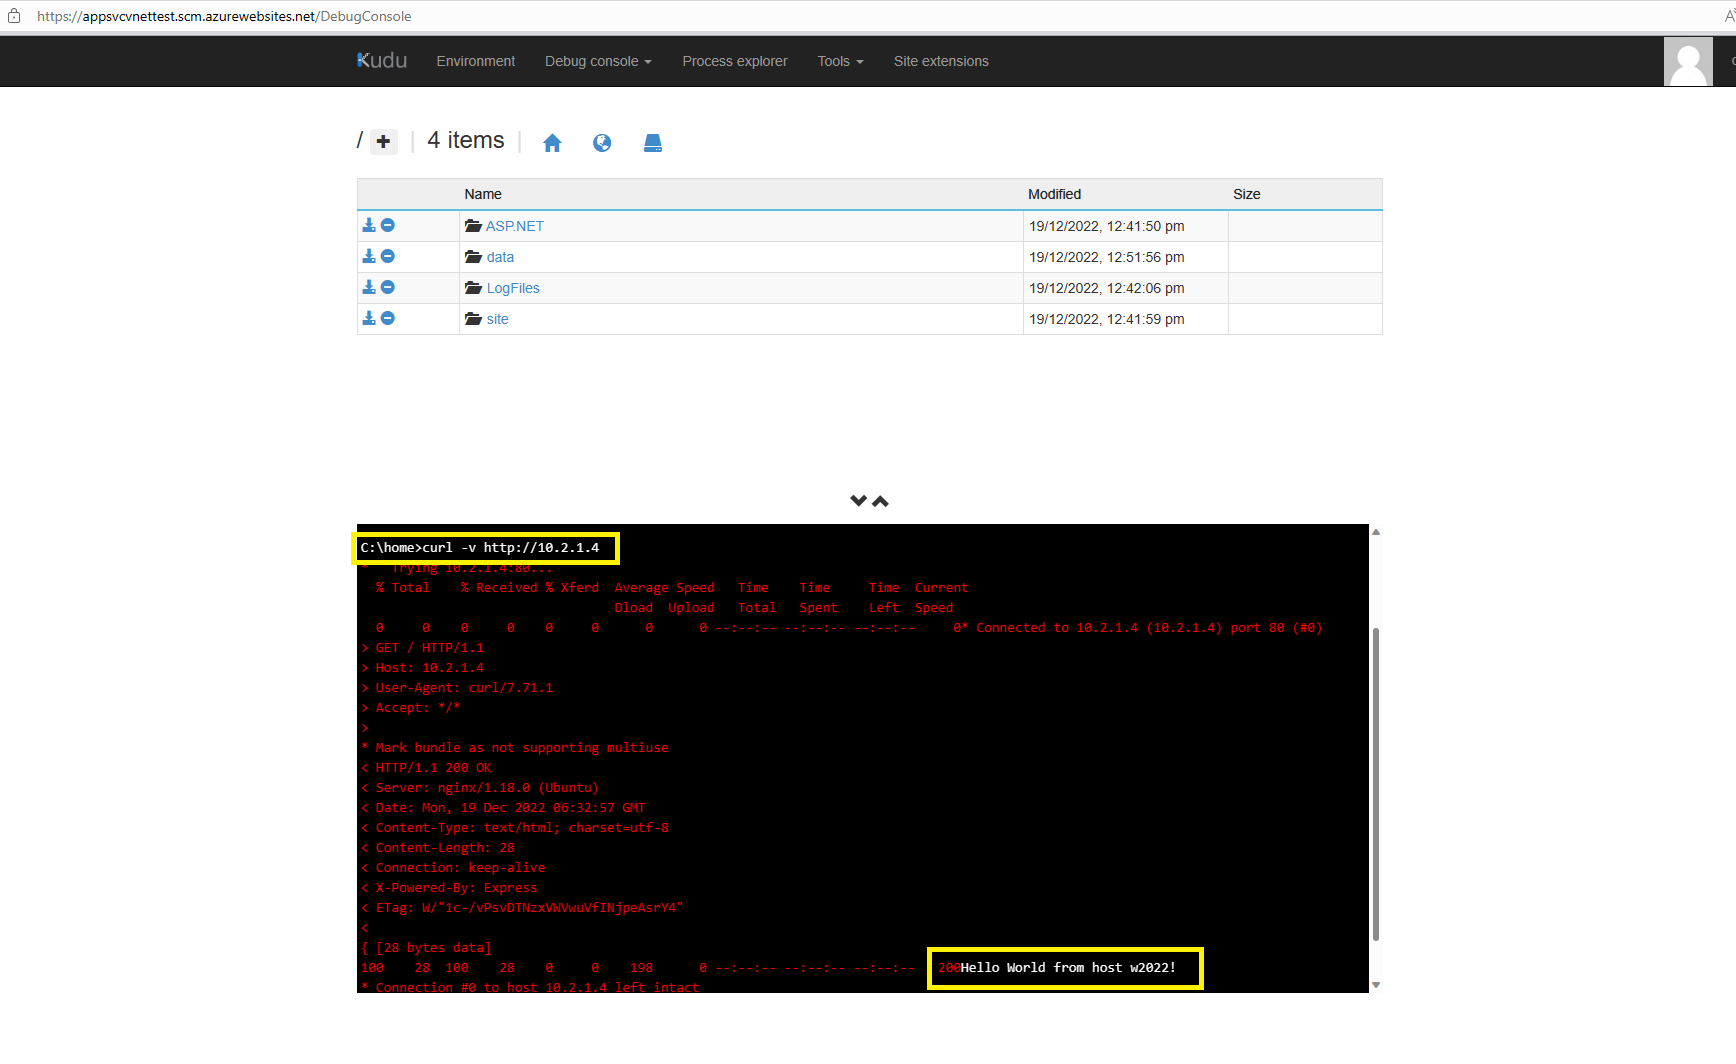 https://appsvcvnettest.scm.azurewebsites.net/DebugConsole
Kudu Environment Debug console Process explorer Tools Site extensions
/ 4 items
Name Modified Size
ASP.NET 19/12/2022, 12:41:50 pm
data 19/12/2022, 12:51:56 pm
LogFiles 19/12/2022, 12:42:06 pm
site 19/12/2022, 12:41:59 pm
C:\home>curl -v http://10.2.1.4
* Trying 10.2.1.4:80...
% Total % Received % Xferd Average Speed Time Time Time Current
Dload Upload Total Spent Left Speed
0 0 0 0 0 0 0 0 --:--:-- --:--:-- --:--:-- 0* Connected to 10.2.1.4 (10.2.1.4) port 80 (#0)
> GET / HTTP/1.1
> Host: 10.2.1.4
> User-Agent: curl/7.71.1
> Accept: */*
>
* Mark bundle as not supporting multiuse
< HTTP/1.1 200 OK
< Server: nginx/1.18.0 (Ubuntu)
< Date: Mon, 19 Dec 2022 06:32:57 GMT
< Content-Type: text/html; charset=utf-8
< Content-Length: 28
< Connection: keep-alive
< X-Powered-By: Express
< ETag: W/"1c-/vPsvDTNzxVWVwuVfINjpeAsrY4"
<
{ [28 bytes data]
100 28 100 28 0 0 198 0 --:--:-- --:--:-- --:--:-- 200Hello World from host w2022!
* Connection #0 to host 10.2.1.4 left intact